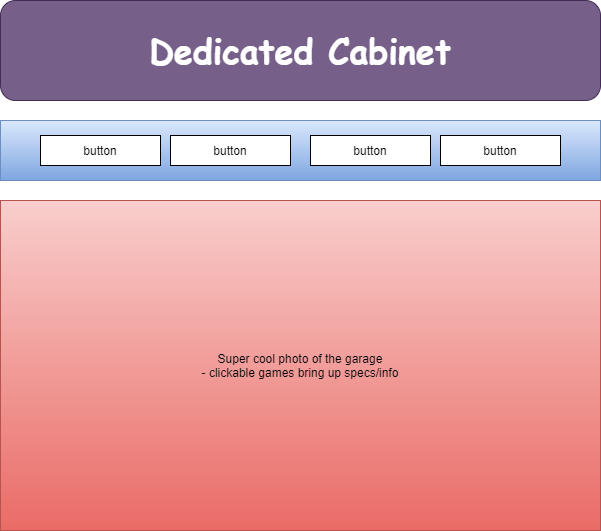 Dedicated Cabinet
button
button
button
button
Super cool photo of the garage
- clickable games bring up specs/info